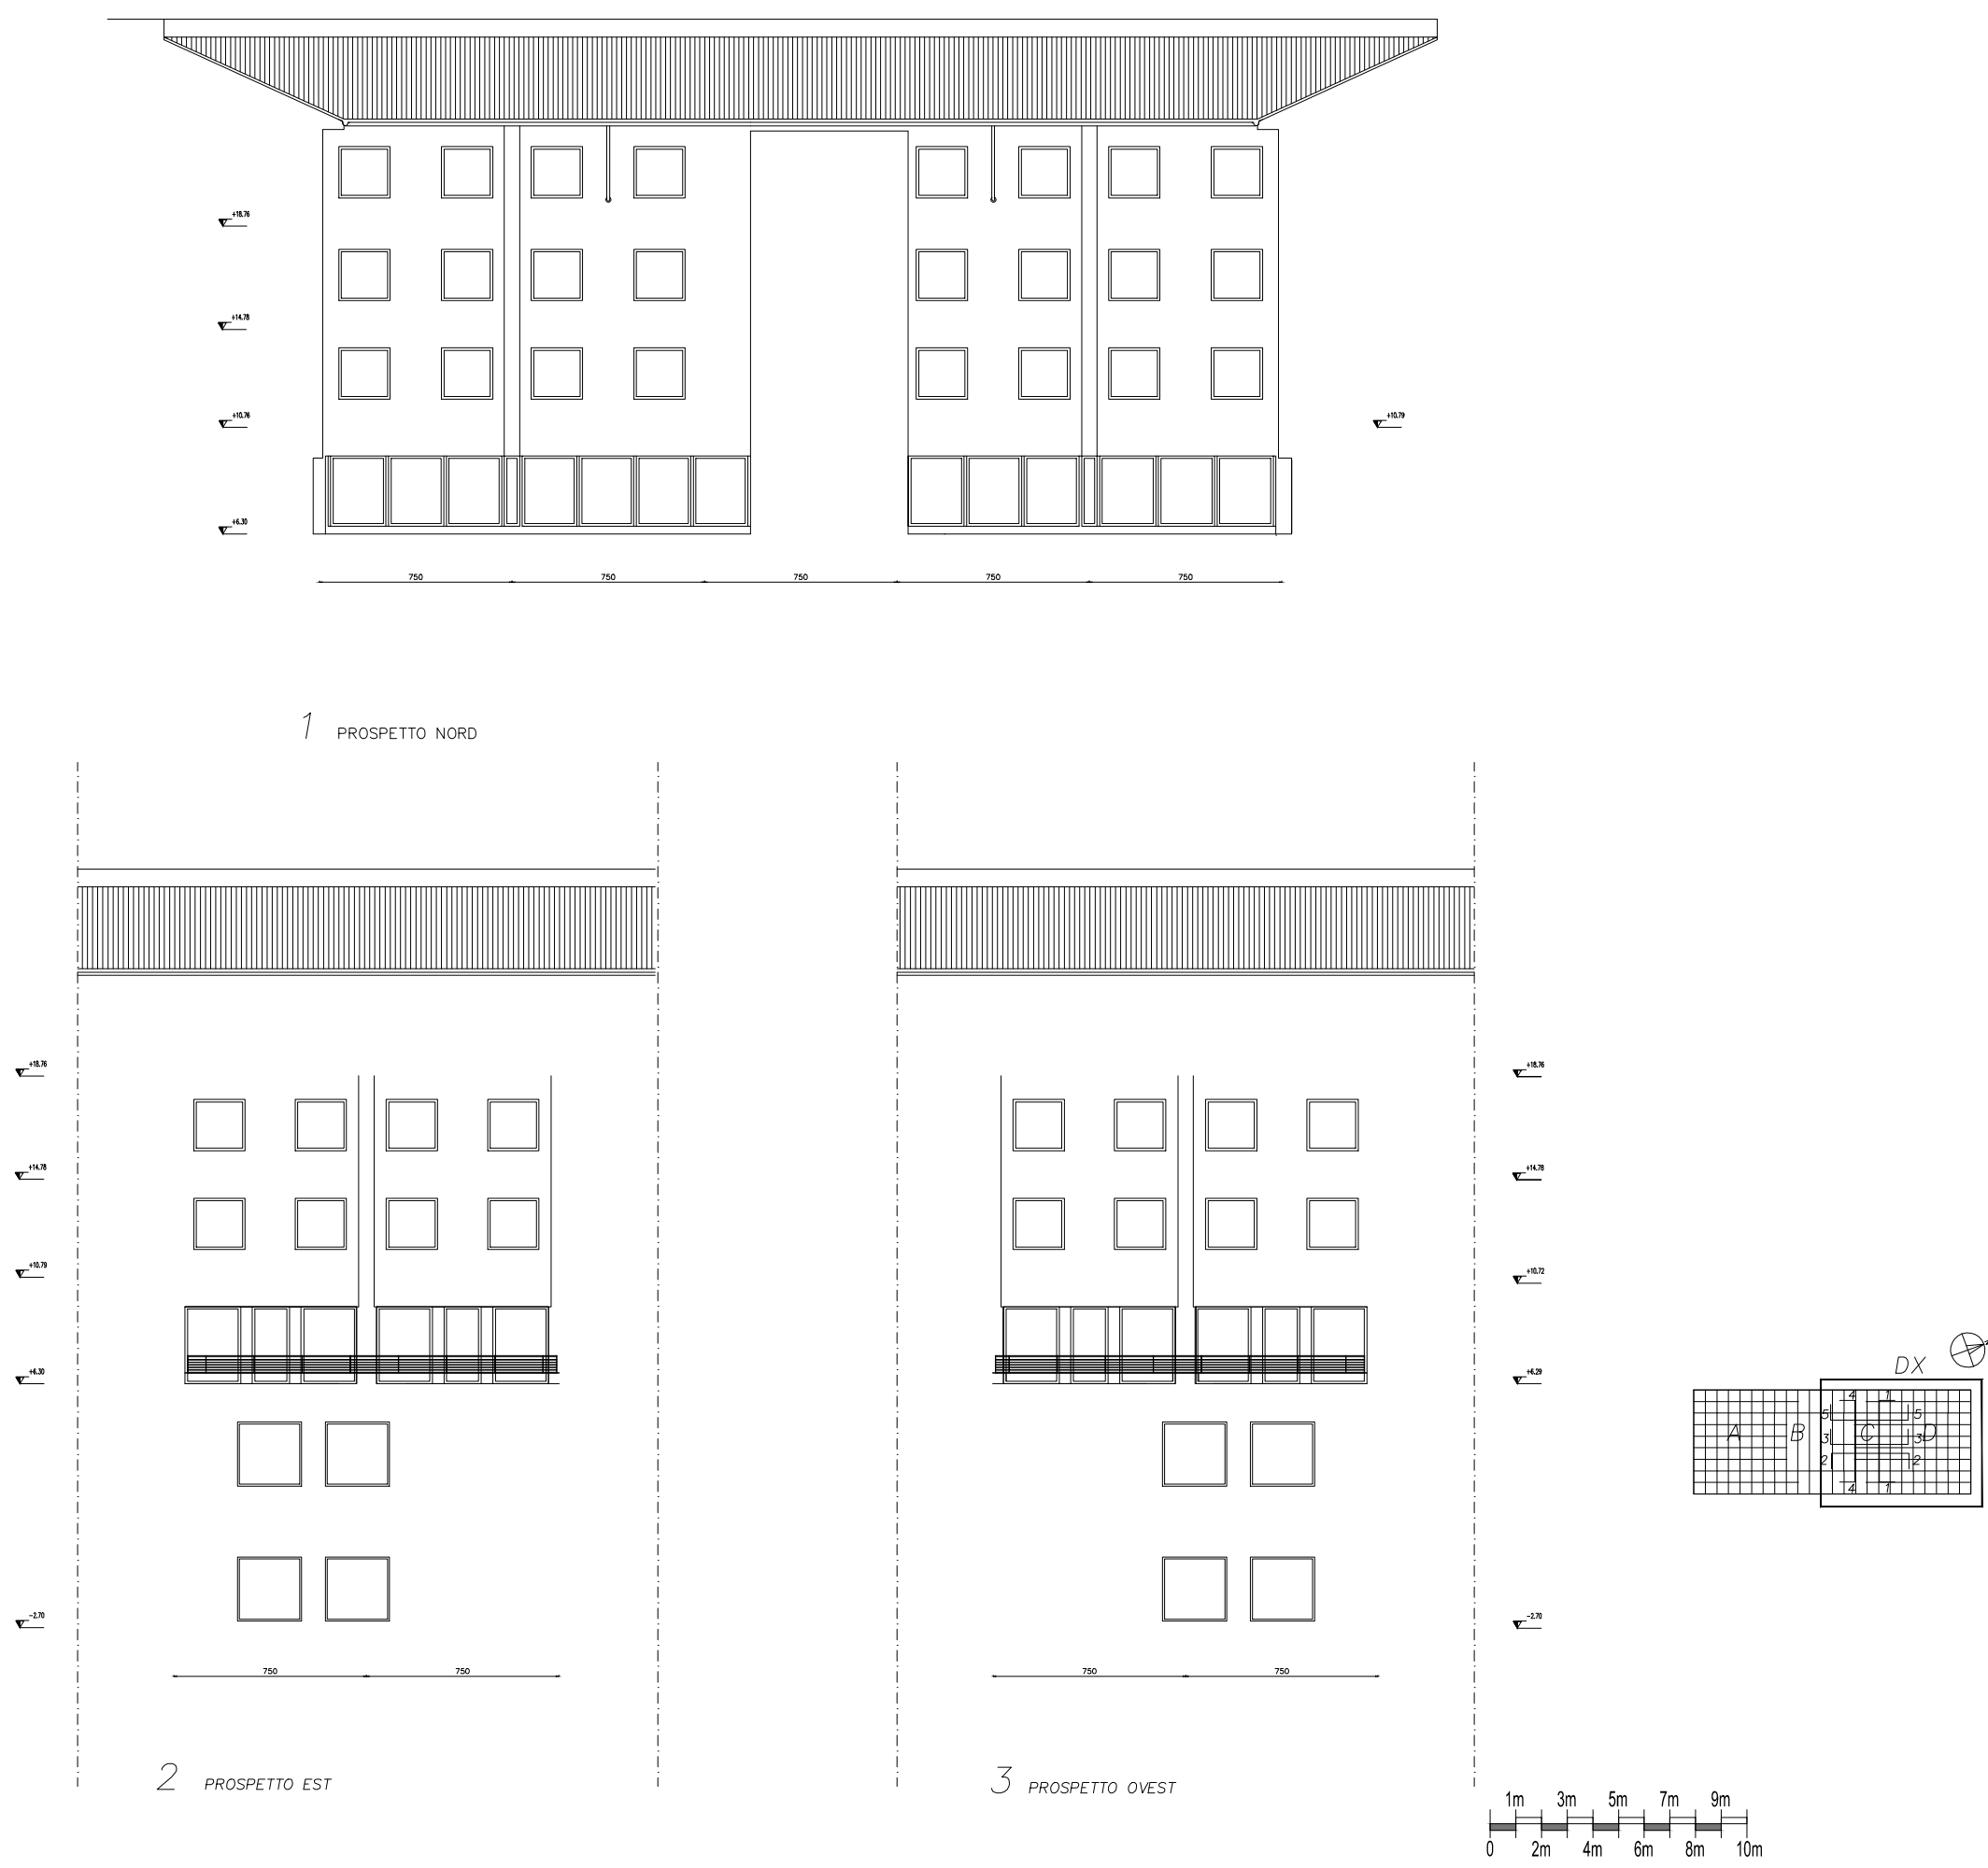 +18.76
+14.78
+10.76
+10.79
+6.30
750 750 750 750 750
1 PROSPETTO NORD
+18.76
+14.78
+10.79
+6.30
-2.70
750 750
2 PROSPETTO EST
+18.76
+14.78
+10.72
+6.29
-2.70
750 750
3 PROSPETTO OVEST
DX
4 1
5 5
A B C D
3 3
2 2
4 1
1m 3m 5m 7m 9m
0 2m 4m 6m 8m 10m